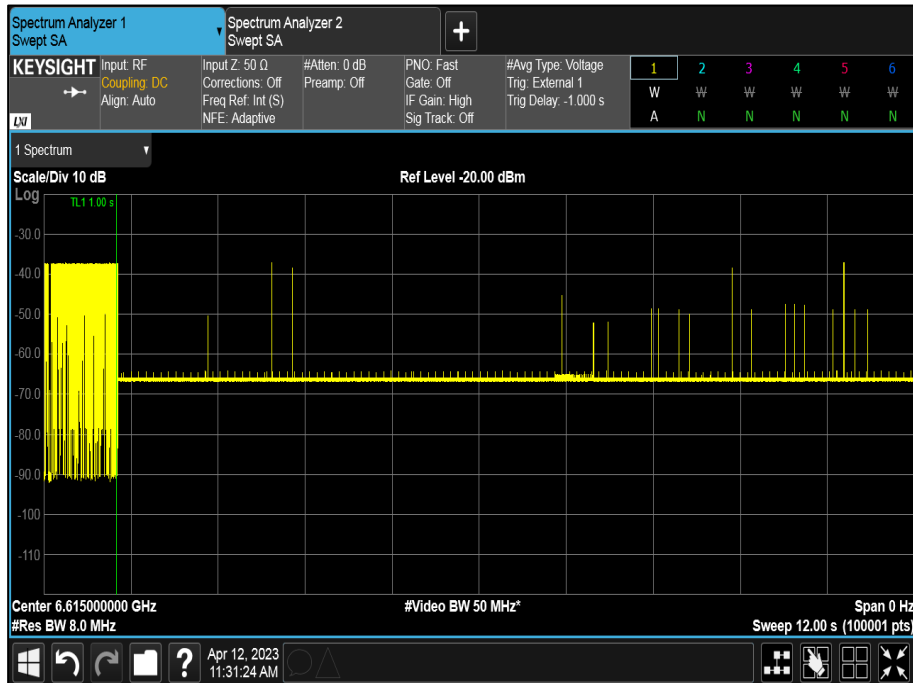 Spectrum Analyzer 1
Swept SA
Spectrum Analyzer 2
Swept SA
+
KEYSIGHT
LXI
Input: RF
Coupling: DC
Align: Auto
Input Z: 50 Ω
Corrections: Off
Freq Ref: Int (S)
NFE: Adaptive
#Atten: 0 dB
Preamp: Off
PNO: Fast
Gate: Off
IF Gain: High
Sig Track: Off
#Avg Type: Voltage
Trig: External 1
Trig Delay: -1.000 s
1 2 3 4 5 6
W W W W W W
A N N N N N
1 Spectrum
Scale/Div 10 dB
Ref Level -20.00 dBm
Log
TL1 1.00 s
-30.0
-40.0
-50.0
-60.0
-70.0
-80.0
-90.0
-100
-110
Center 6.615000000 GHz
#Video BW 50 MHz*
Span 0 Hz
#Res BW 8.0 MHz
Sweep 12.00 s (100001 pts)
?
Apr 12, 2023
11:31:24 AM